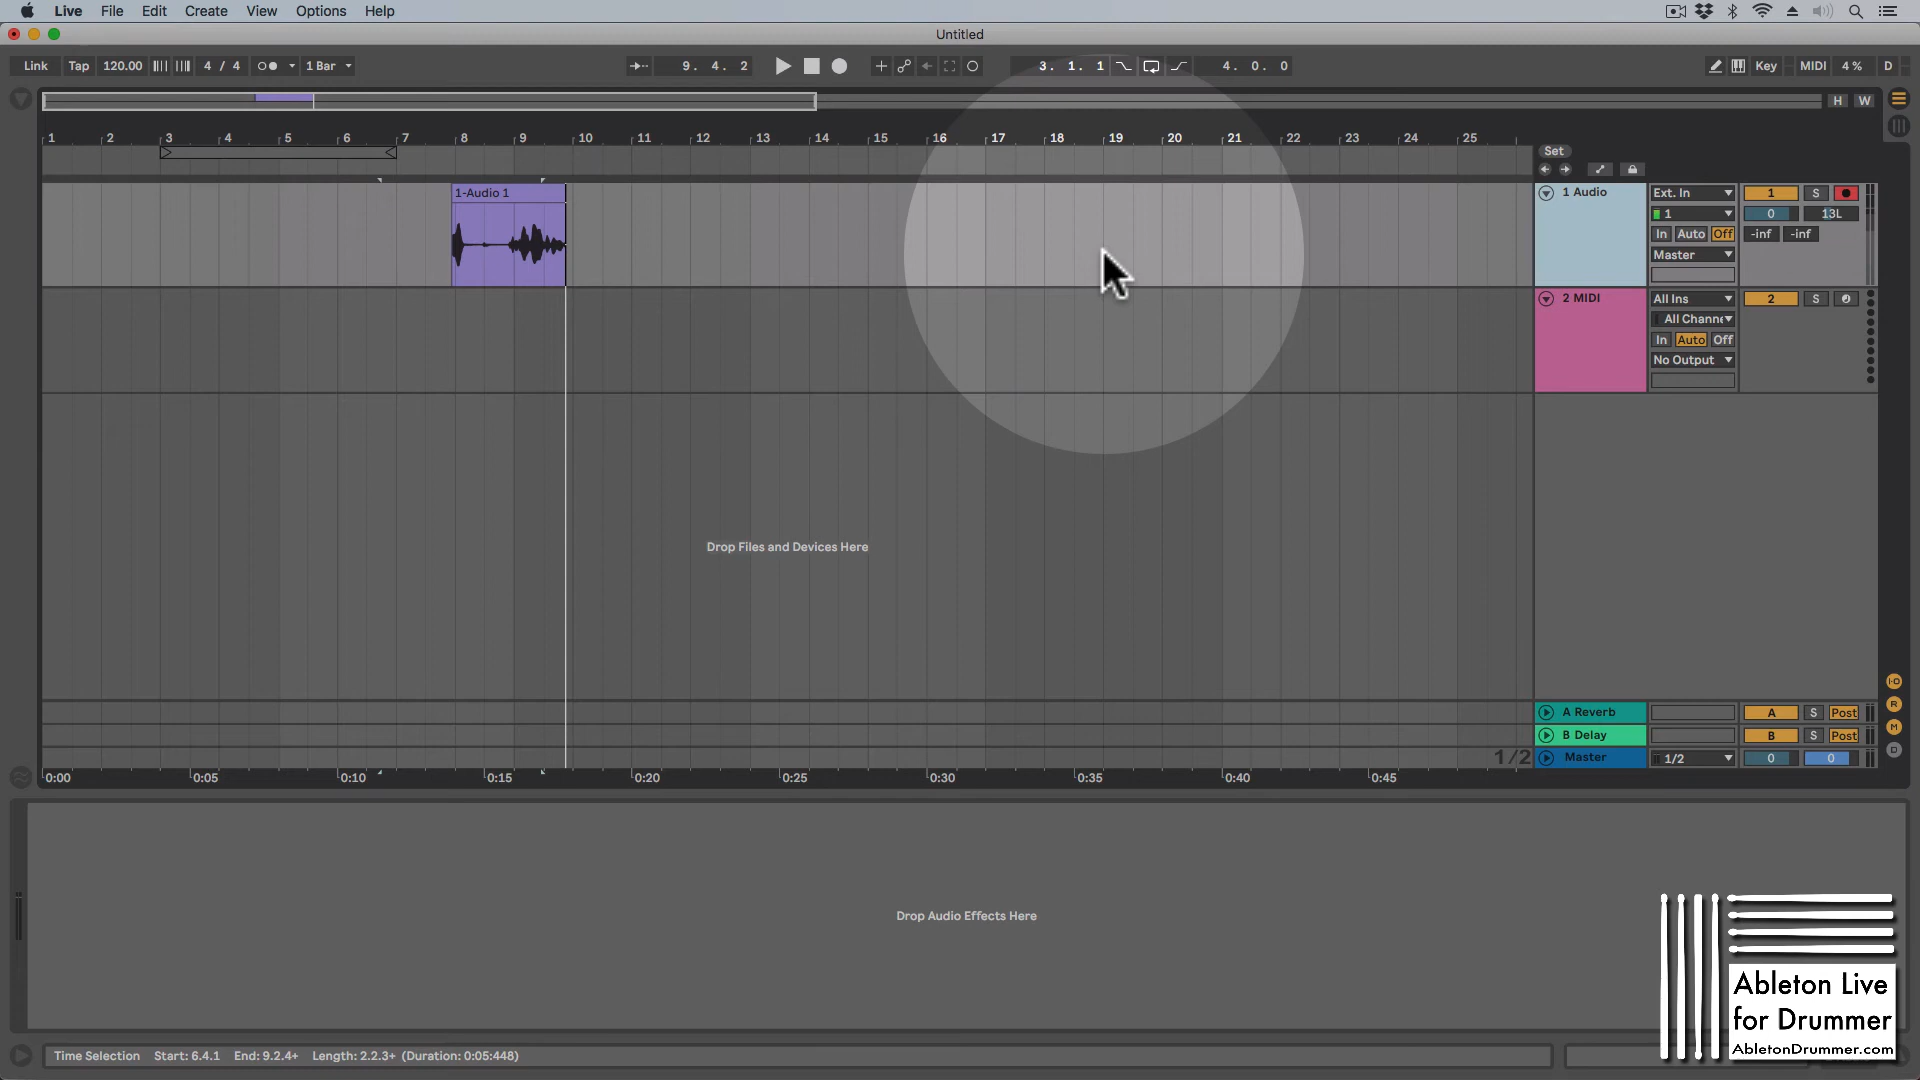 Live File Edit Create View Options Help
Untitled
Link Tap 120.00 4 / 4 1 Bar 9. 4. 2 3. 1. 1 4. 0. 0 Key MIDI 4 % D
H W
1 2 3 4 5 6 7 8 9 10 11 12 13 14 15 16 17 18 19 20 21 22 23 24 25
Set
1-Audio 1
1 Audio Ext. In 1 S
1 0 13L
In Auto Off -inf -inf
Master
2 MIDI All Ins 2 S
All Channe
In Auto Off
No Output
Drop Files and Devices Here
A Reverb A S Post
B Delay B S Post
1/2 Master 1/2 0 0
0:00 0:05 0:10 0:15 0:20 0:25 0:30 0:35 0:40 0:45
I·O
R
M
D
Drop Audio Effects Here
Ableton Live
for Drummer
AbletonDrummer.com
Time Selection Start: 6.4.1 End: 9.2.4+ Length: 2.2.3+ (Duration: 0:05:448)